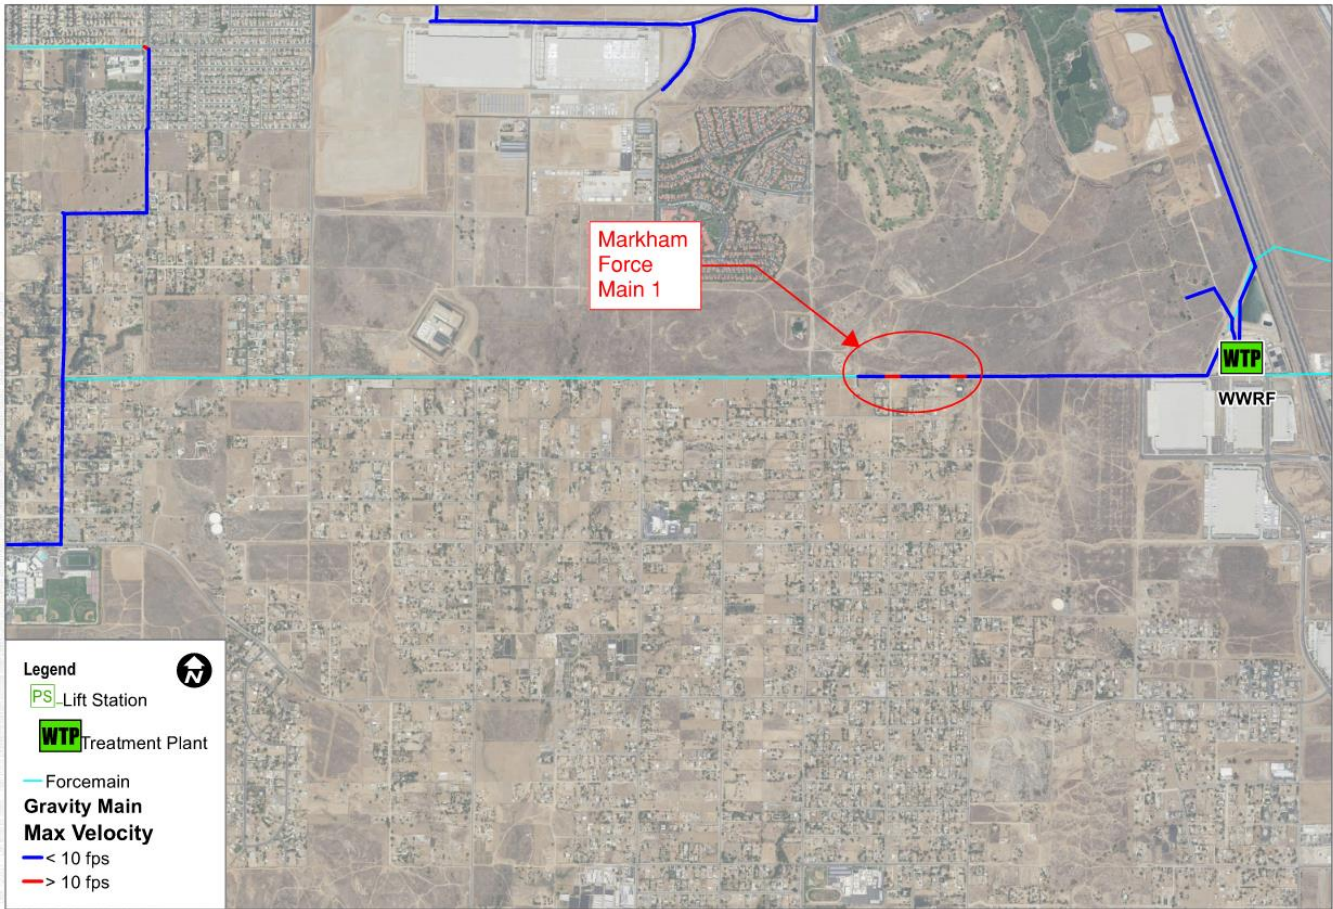 Markham
Force
Main 1
WTP
WWRF
Legend
N
PS Lift Station
WTP Treatment Plant
Forcemain
Gravity Main
Max Velocity
< 10 fps
> 10 fps